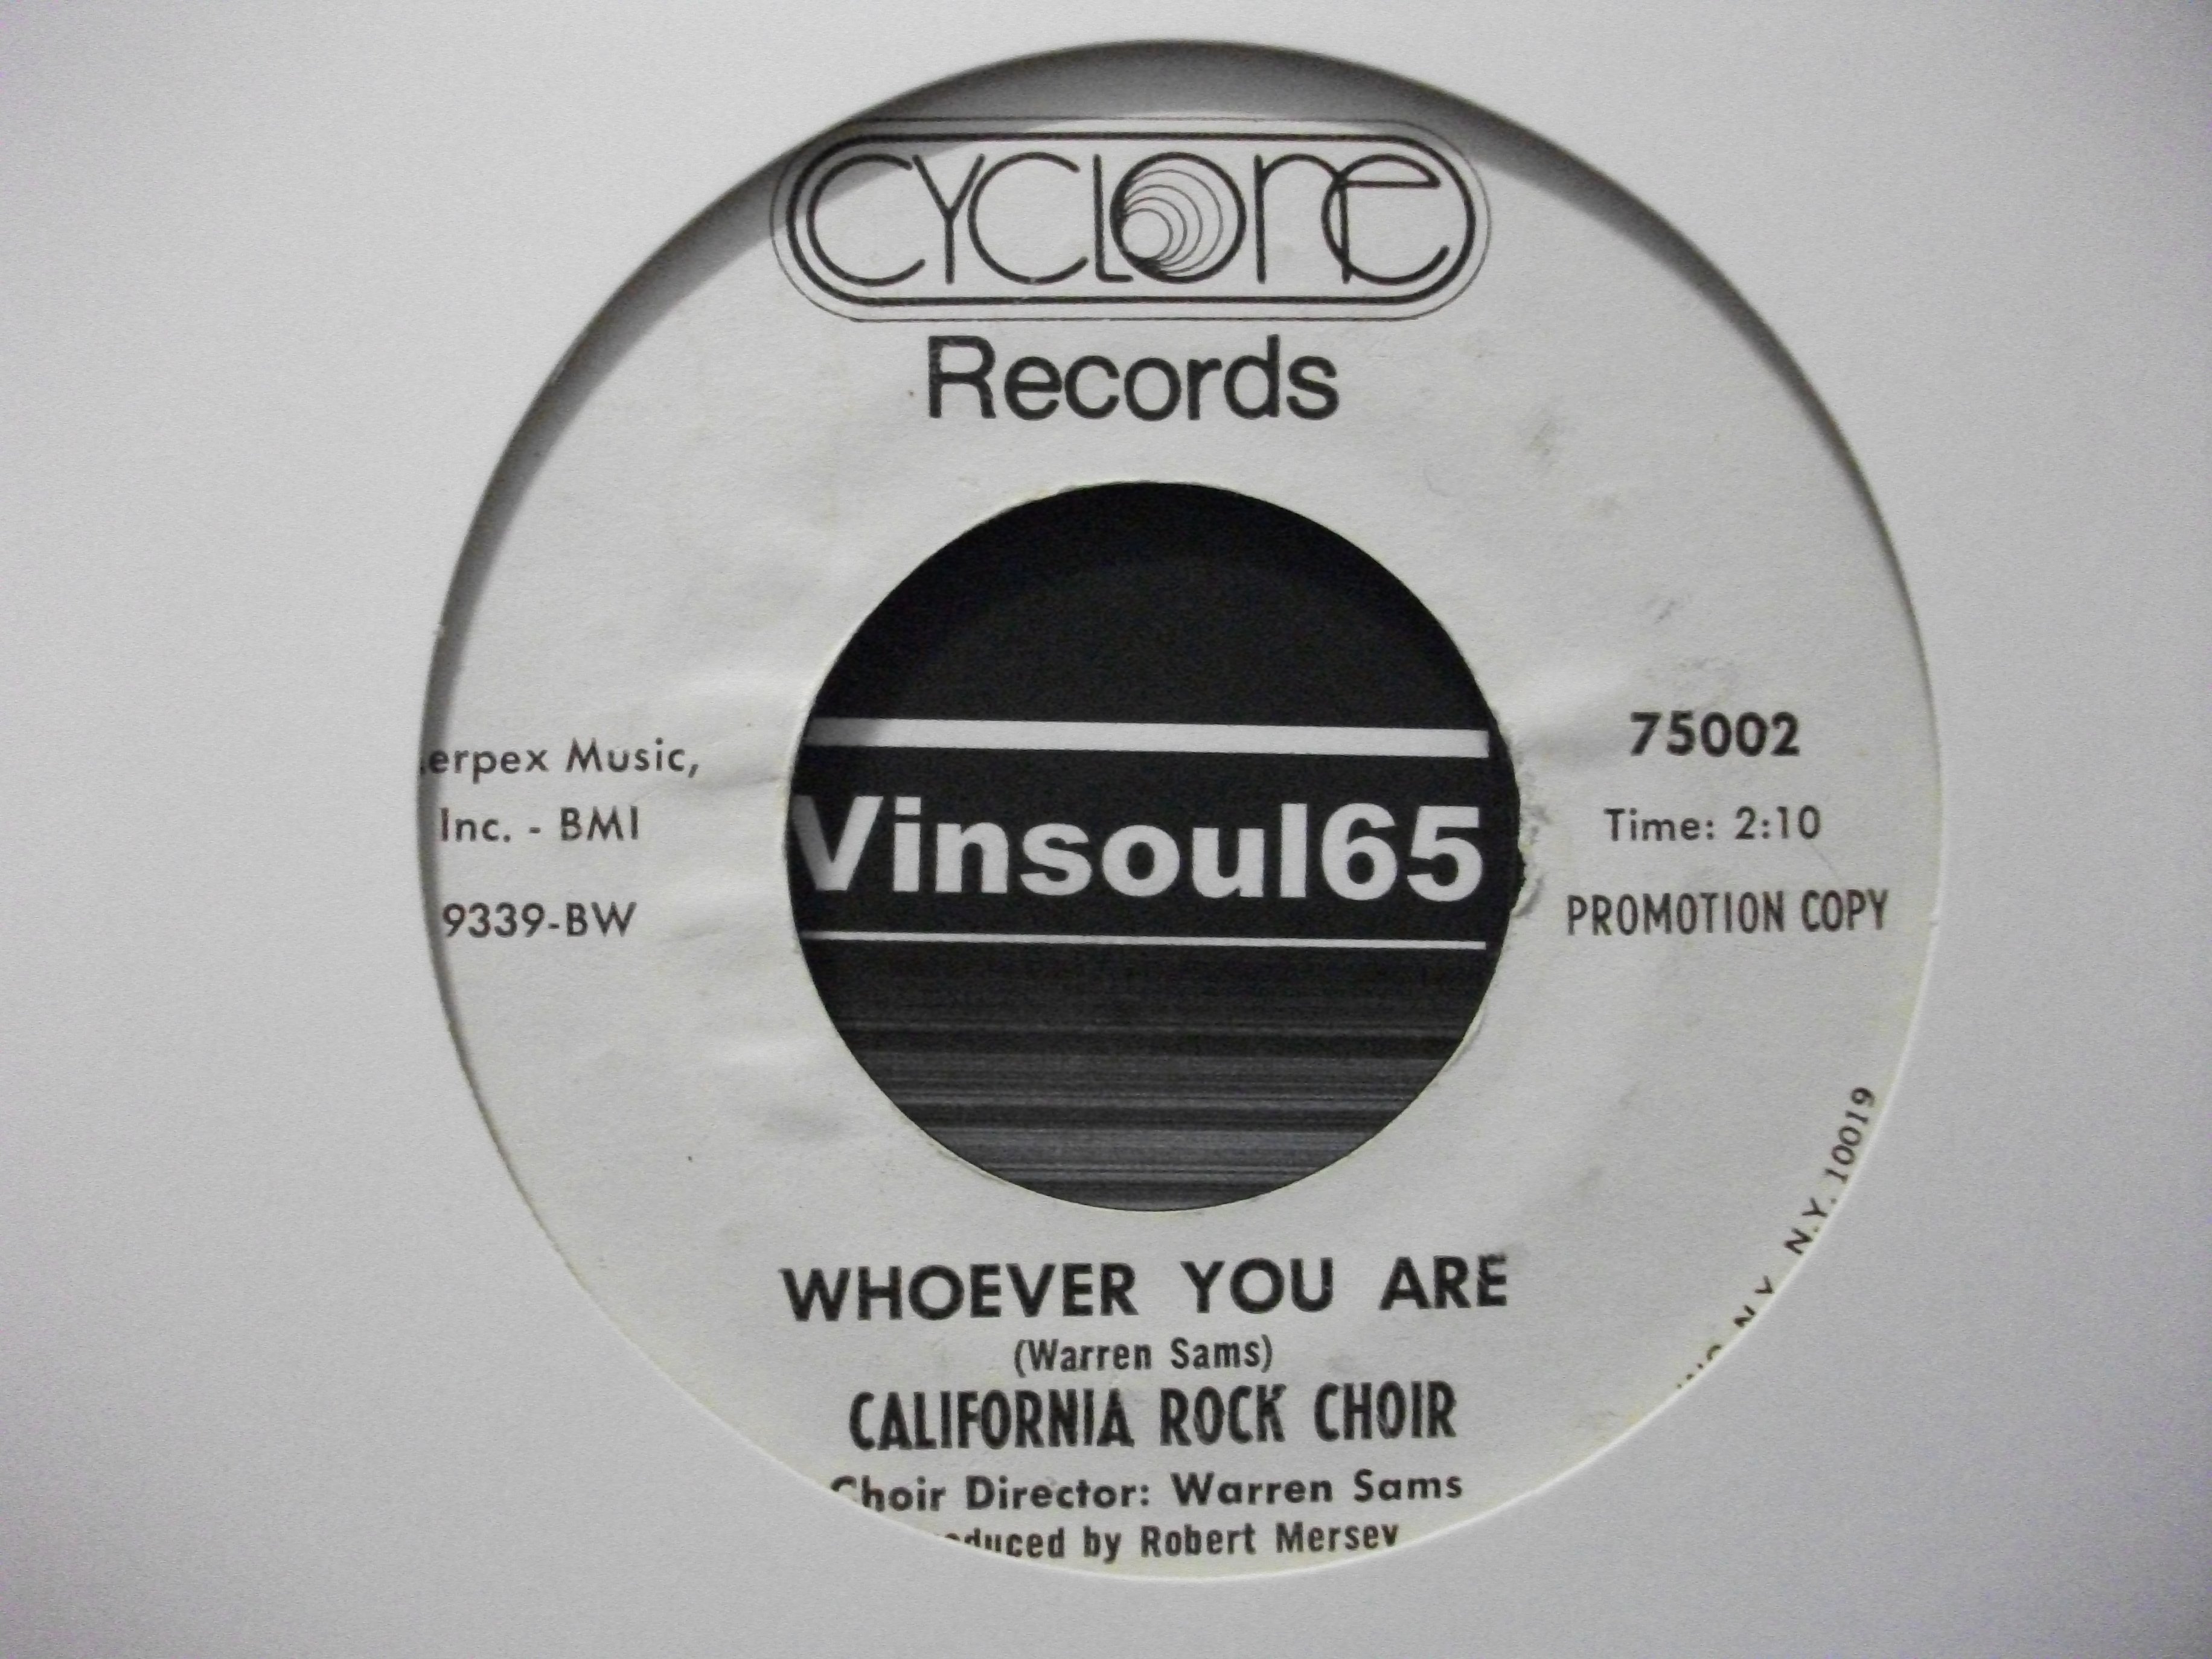 CYCLONE
Records
erpex Music,
Inc. - BMI
9339-BW
Vinsoul65
75002
Time: 2:10
PROMOTION COPY
N.Y. 10019
WHOEVER YOU ARE
(Warren Sams)
CALIFORNIA ROCK CHOIR
Choir Director: Warren Sams
oduced by Robert Mersey